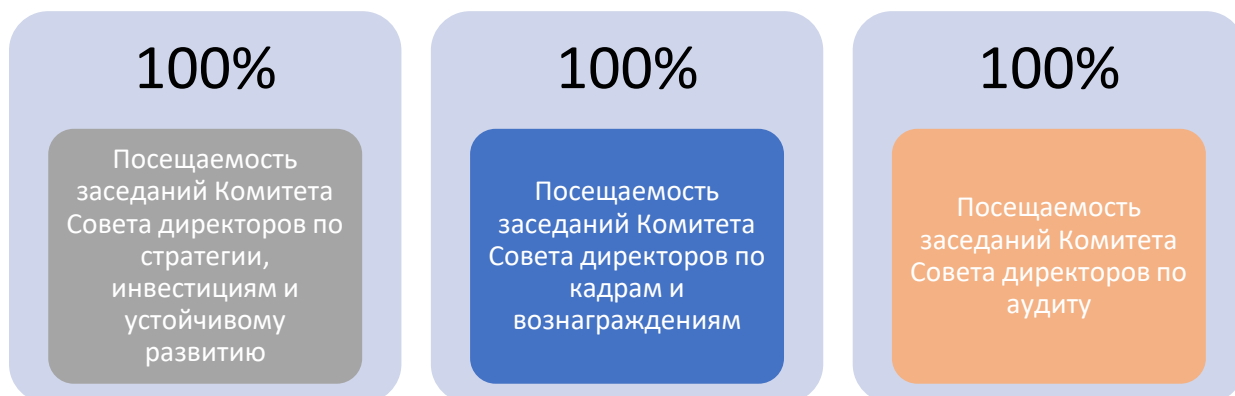 100%
Посещаемость
заседаний Комитета
Совета директоров по
стратегии,
инвестициям и
устойчивому
развитию
100%
Посещаемость
заседаний Комитета
Совета директоров по
кадрам и
вознаграждениям
100%
Посещаемость
заседаний Комитета
Совета директоров по
аудиту